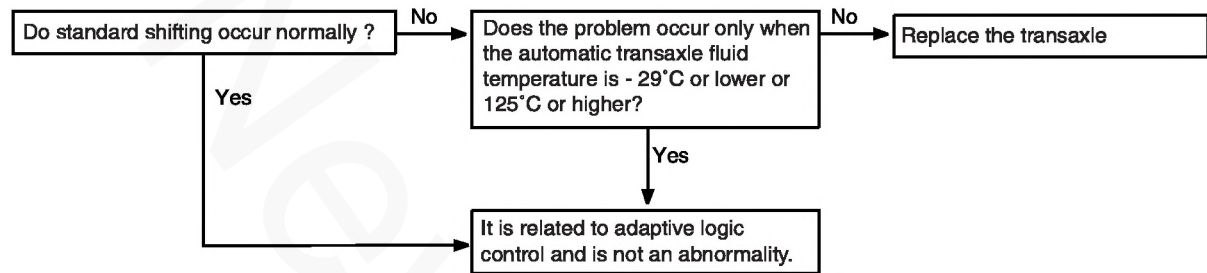 Do standard shifting occur normally ?
No
Does the problem occur only when
the automatic transaxle fluid
temperature is - 29˚C or lower or
125˚C or higher?
No
Replace the transaxle
Yes
Yes
It is related to adaptive logic
control and is not an abnormality.